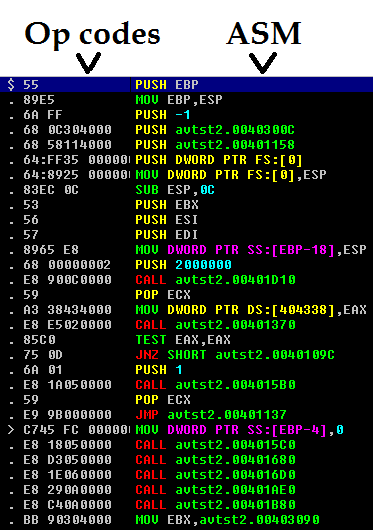 Op codes ASM
$ 55 PUSH EBP
. 89E5 MOV EBP,ESP
. 6A FF PUSH -1
. 68 0C304000 PUSH avtst2.0040300C
. 68 58114000 PUSH avtst2.00401158
. 64:FF35 00000 PUSH DWORD PTR FS:[0]
. 64:8925 00000 MOV DWORD PTR FS:[0],ESP
. 83EC 0C SUB ESP,0C
. 53 PUSH EBX
. 56 PUSH ESI
. 57 PUSH EDI
. 8965 E8 MOV DWORD PTR SS:[EBP-18],ESP
. 68 00000002 PUSH 2000000
. E8 900C0000 CALL avtst2.00401D10
. 59 POP ECX
. A3 38434000 MOV DWORD PTR DS:[404338],EAX
. E8 E5020000 CALL avtst2.00401370
. 85C0 TEST EAX,EAX
. 75 0D JNZ SHORT avtst2.0040109C
. 6A 01 PUSH 1
. E8 1A050000 CALL avtst2.004015B0
. 59 POP ECX
. E9 9B000000 JMP avtst2.00401137
> C745 FC 00000 MOV DWORD PTR SS:[EBP-4],0
. E8 18050000 CALL avtst2.004015C0
. E8 D3050000 CALL avtst2.00401680
. E8 1E060000 CALL avtst2.004016D0
. E8 290A0000 CALL avtst2.00401AE0
. E8 C40A0000 CALL avtst2.00401B80
. BB 90304000 MOV EBX,avtst2.00403090